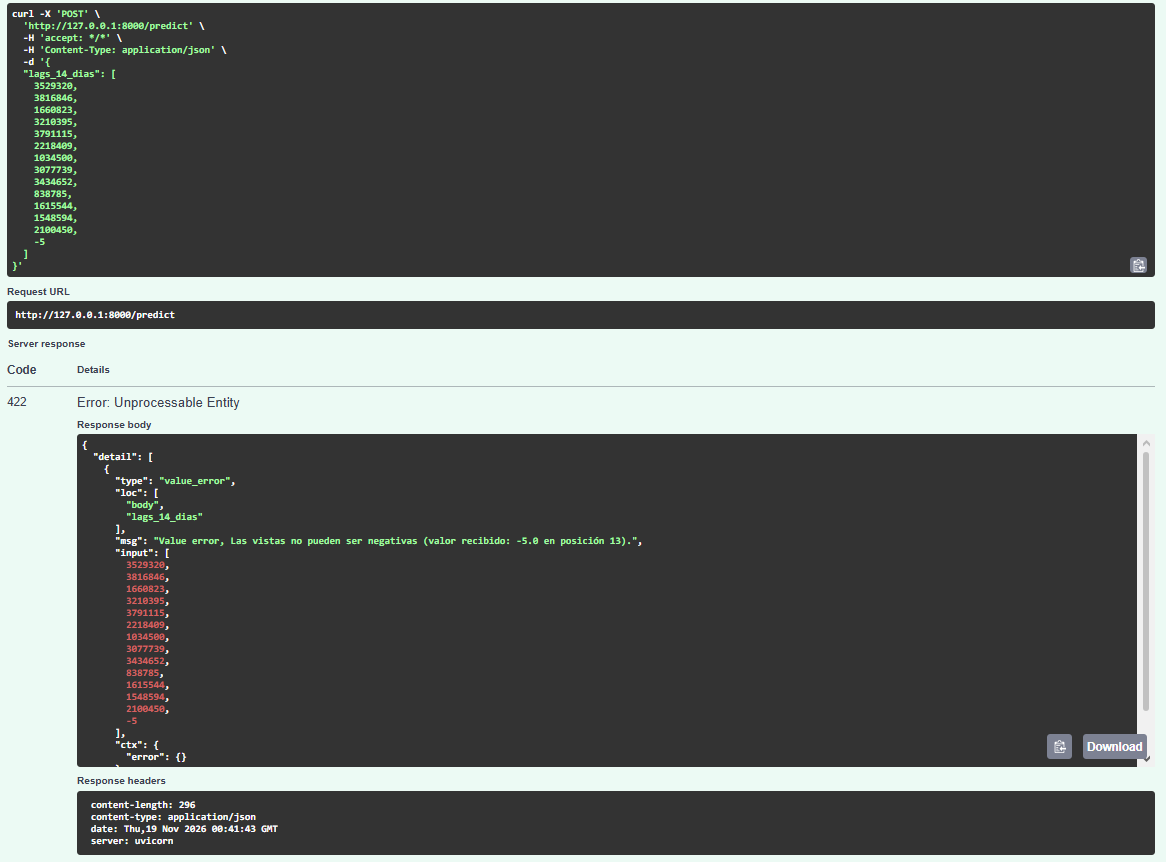 curl -X 'POST' \
  'http://127.0.0.1:8000/predict' \
  -H 'accept: */*' \
  -H 'Content-Type: application/json' \
  -d '{
  "lags_14_dias": [
    3529320,
    3816846,
    1660823,
    3210395,
    3791115,
    2218409,
    1034500,
    3077739,
    3434652,
    838785,
    1615544,
    1548594,
    2100450,
    -5
  ]
}'
Request URL
http://127.0.0.1:8000/predict
Server response
Code Details
422 Error: Unprocessable Entity
Response body
{
  "detail": [
    {
      "type": "value_error",
      "loc": [
        "body",
        "lags_14_dias"
      ],
      "msg": "Value error, Las vistas no pueden ser negativas (valor recibido: -5.0 en posición 13).",
      "input": [
        3529320,
        3816846,
        1660823,
        3210395,
        3791115,
        2218409,
        1034500,
        3077739,
        3434652,
        838785,
        1615544,
        1548594,
        2100450,
        -5
      ],
      "ctx": {
        "error": {}
Download
Response headers
content-length: 296
content-type: application/json
date: Thu,19 Nov 2026 00:41:43 GMT
server: uvicorn